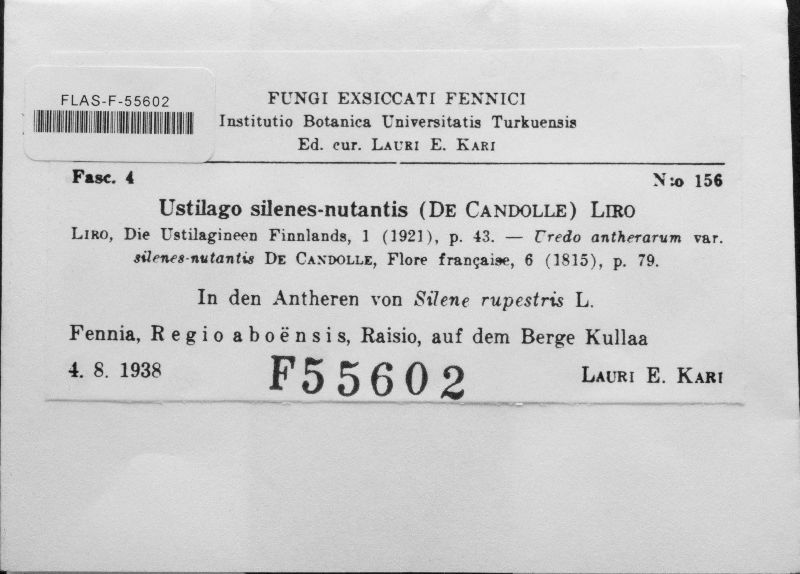 FLAS-F-55602
FUNGI EXSICCATI FENNICI
Institutio Botanica Universitatis Turkuensis
Ed. cur. LAURI E. KARI
Fasc. 4 N:o 156
Ustilago silenes-nutantis (DE CANDOLLE) LIRO
LIRO, Die Ustilagineen Finnlands, 1 (1921), p. 43. — Uredo antherarum var.
silenes-nutantis DE CANDOLLE, Flore française, 6 (1815), p. 79.
In den Antheren von Silene rupestris L.
Fennia, Regio aboënsis, Raisio, auf dem Berge Kullaa
4. 8. 1938 F55602 LAURI E. KARI